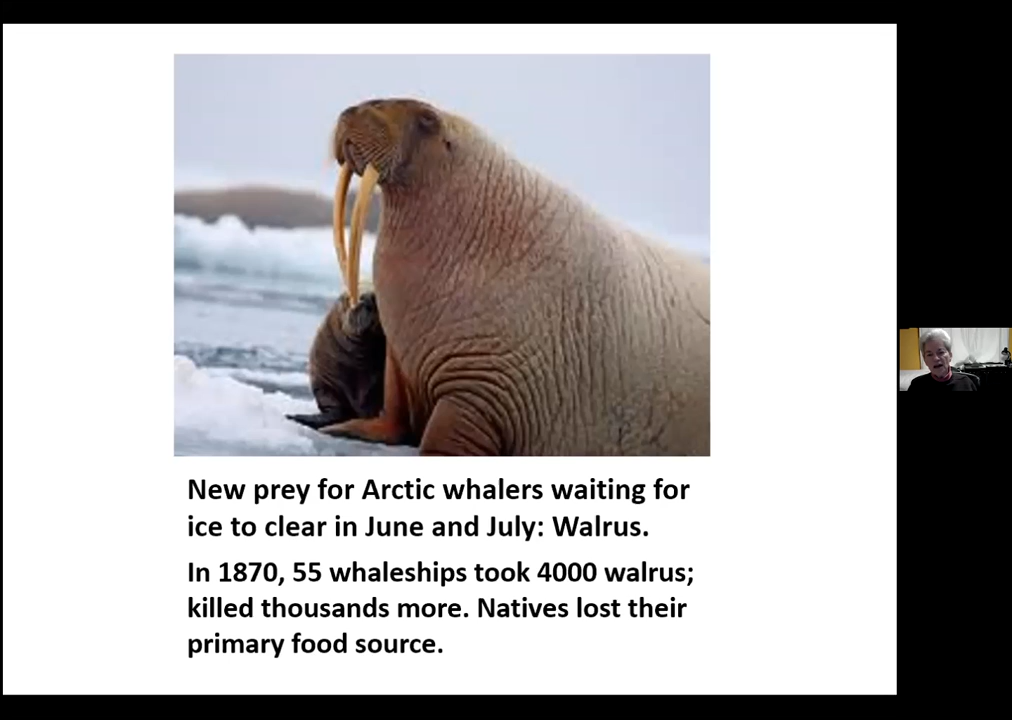 New prey for Arctic whalers waiting for
ice to clear in June and July: Walrus.
In 1870, 55 whaleships took 4000 walrus;
killed thousands more. Natives lost their
primary food source.